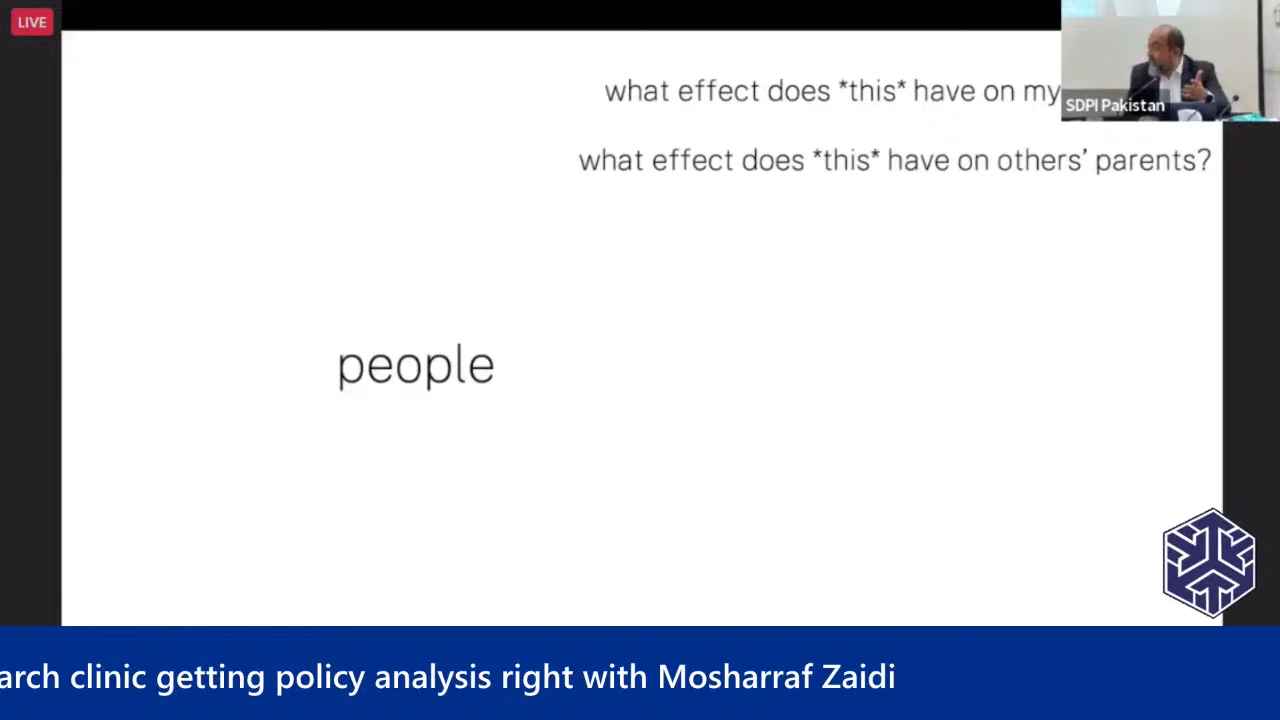 LIVE
what effect does *this* have on my
SDPI Pakistan
what effect does *this* have on others' parents?
people
arch clinic getting policy analysis right with Mosharraf Zaidi